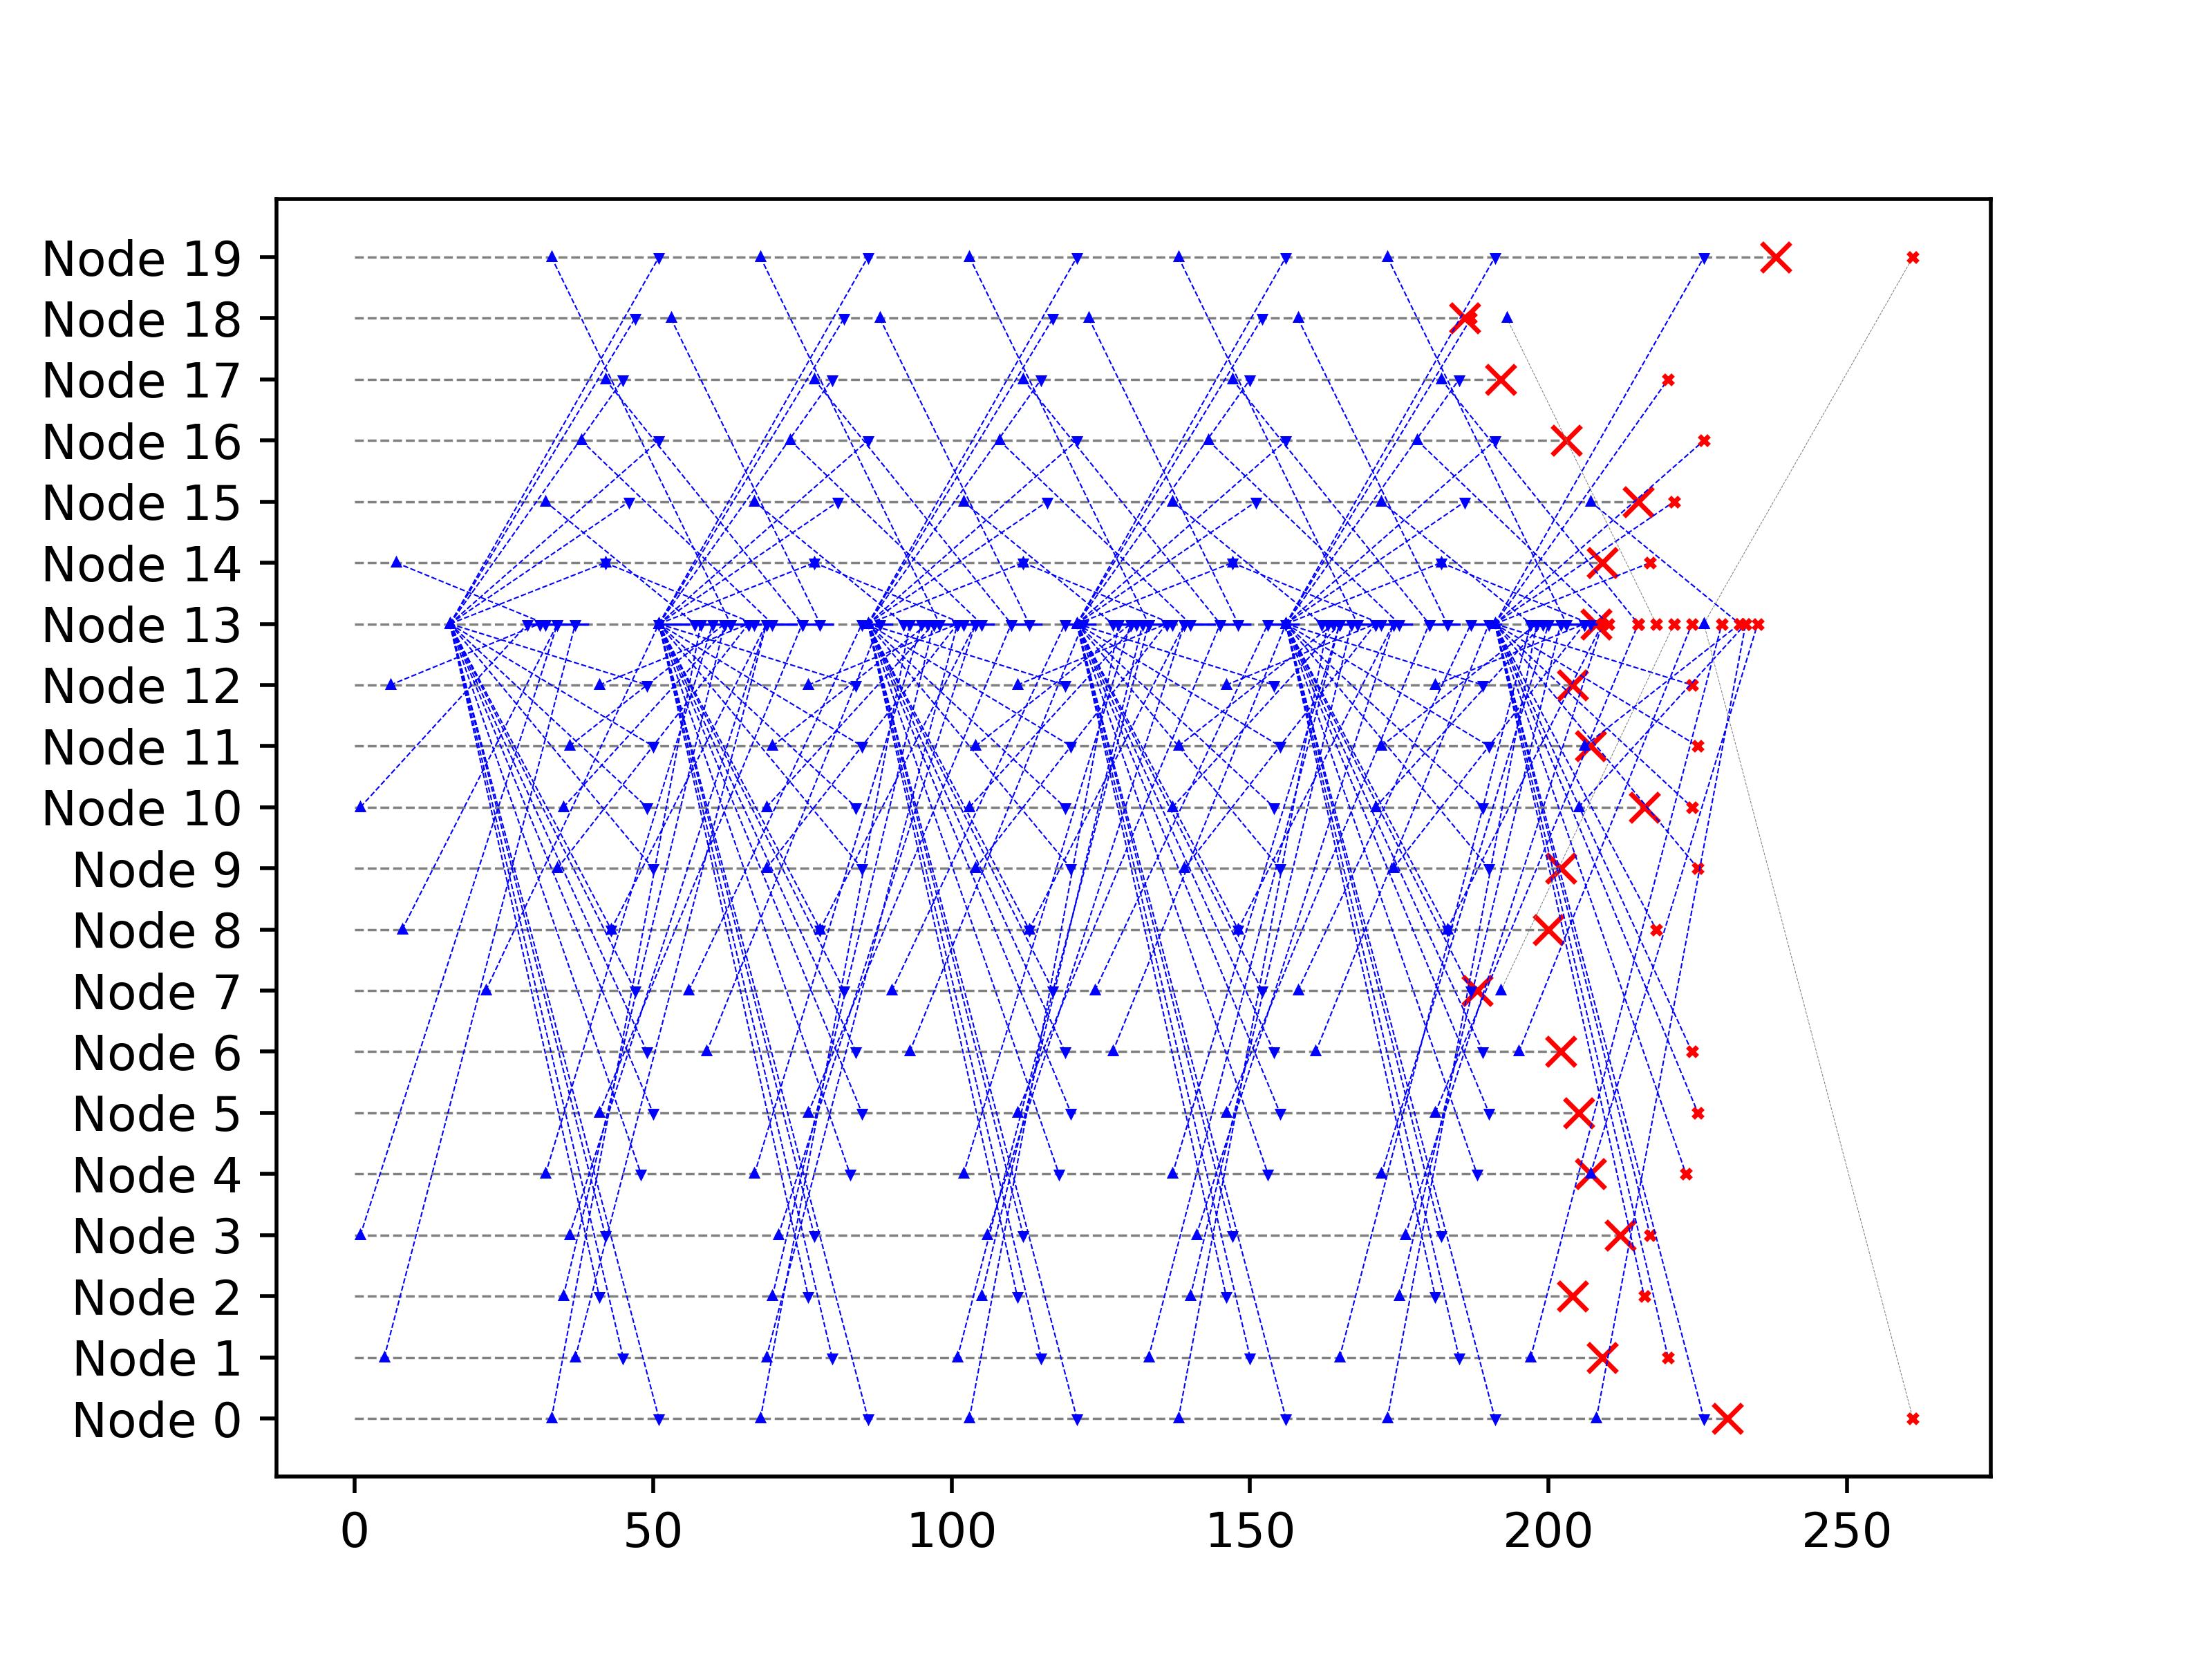 Node 19
Node 18
Node 17
Node 16
Node 15
Node 14
Node 13
Node 12
Node 11
Node 10
Node 9
Node 8
Node 7
Node 6
Node 5
Node 4
Node 3
Node 2
Node 1
Node 0
0 50 100 150 200 250